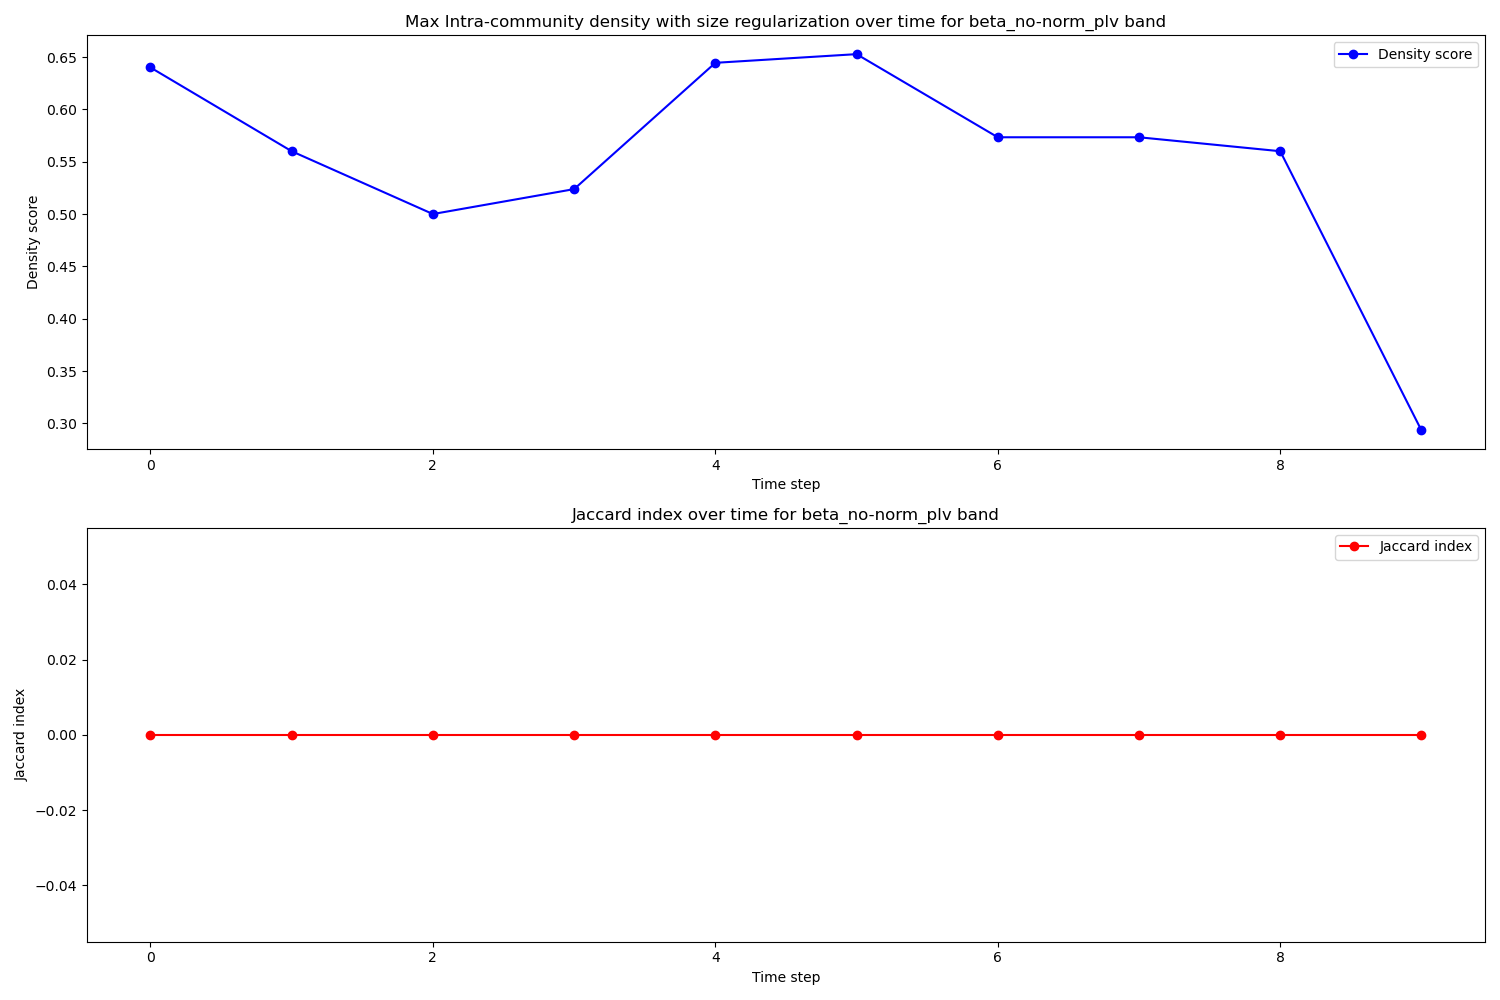 Max Intra-community density with size regularization over time for beta_no-norm_plv band
Density score
0.65
0.60
0.55
0.50
0.45
0.40
0.35
0.30
Density score
0 2 4 6 8
Time step
Jaccard index over time for beta_no-norm_plv band
Jaccard index
0.04
0.02
0.00
−0.02
−0.04
Jaccard index
0 2 4 6 8
Time step